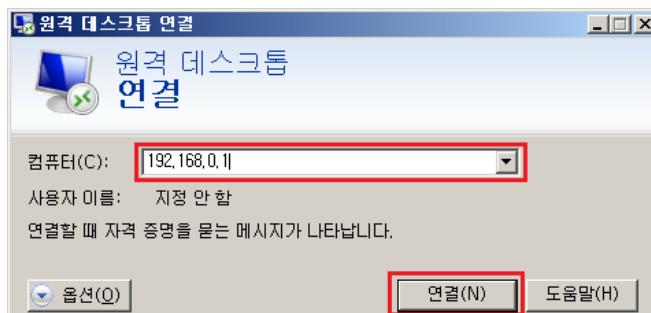 원격 데스크톱 연결
원격 데스크톱
연결
컴퓨터(C): 192.168.0.1
사용자 이름: 지정 안 함
연결할 때 자격 증명을 묻는 메시지가 나타납니다.
옵션(O) 연결(N) 도움말(H)